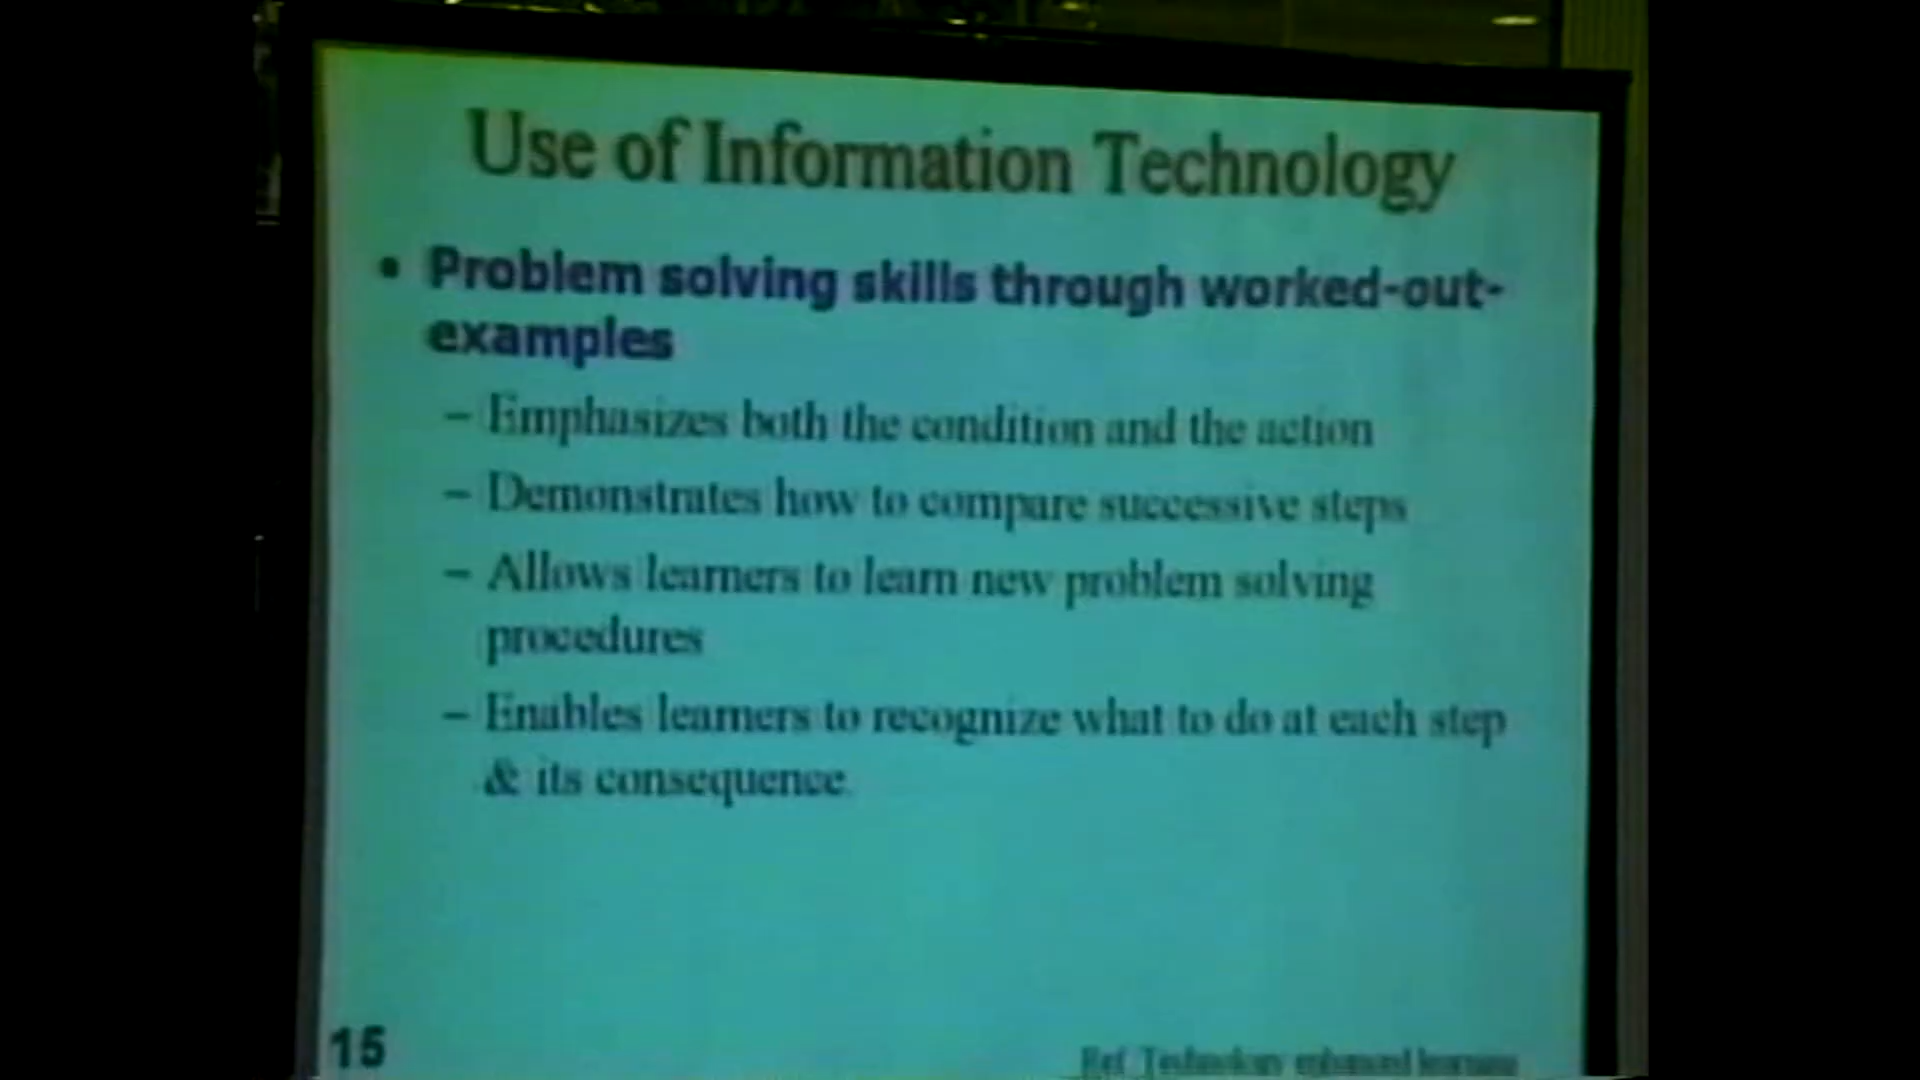 Use of Information Technology
• Problem solving skills through worked-out-
examples
– Emphasizes both the condition and the action
– Demonstrates how to compare successive steps
– Allows learners to learn new problem solving
procedures
– Enables learners to recognize what to do at each step
& its consequence.
15
Ref Technology enhanced learning